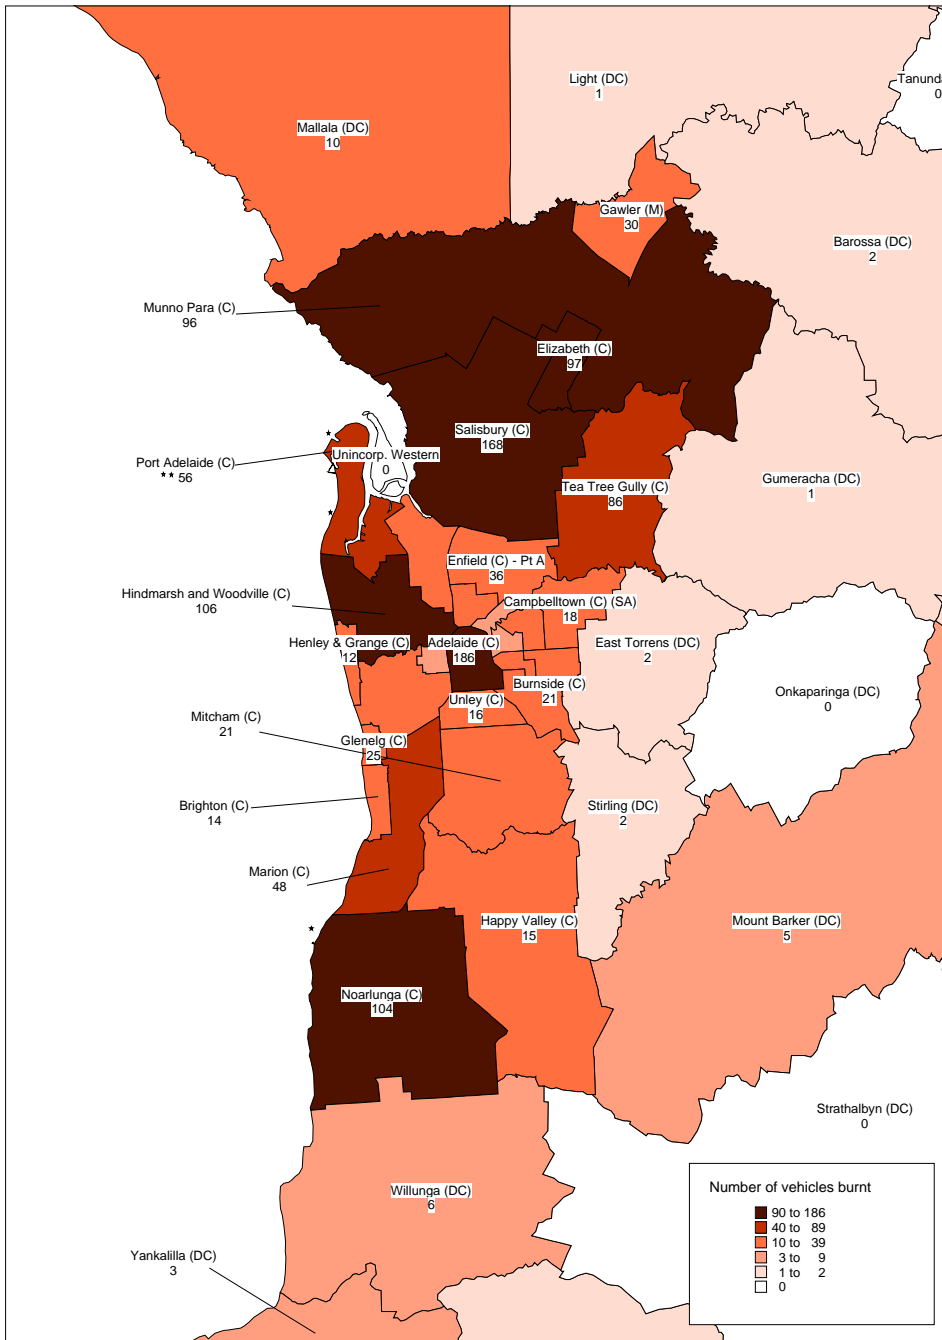 Light (DC)
1
Tanund
0
Mallala (DC)
10
Gawler (M)
30
Barossa (DC)
2
Munno Para (C)
96
Elizabeth (C)
97
Salisbury (C)
168
Unincorp. Western
0
Port Adelaide (C)
★★ 56
Tea Tree Gully (C)
86
Gumeracha (DC)
1
Enfield (C) - Pt A
36
Hindmarsh and Woodville (C)
106
Campbelltown (C) (SA)
18
Henley & Grange (C)
12
Adelaide (C)
186
East Torrens (DC)
2
Burnside (C)
21
Onkaparinga (DC)
0
Unley (C)
16
Mitcham (C)
21
Glenelg (C)
25
Brighton (C)
14
Stirling (DC)
2
Marion (C)
48
Happy Valley (C)
15
Mount Barker (DC)
5
Noarlunga (C)
104
Strathalbyn (DC)
0
Willunga (DC)
6
Yankalilla (DC)
3
Number of vehicles burnt
90 to 186
40 to 89
10 to 39
3 to 9
1 to 2
0